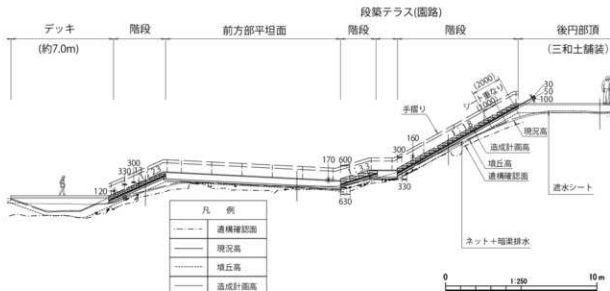 段築テラス(園路)
デッキ
階段
前方部平坦面
階段
階段
後円部頂
(約7.0m)
(三和土舗装)
(2000)
シート重なり
(1000)
30
50
100
手摺り
160
300
現況高
造成計画高
墳丘高
遺構確認面
330
170
600
630
300
330
120
遮水シート
ネット＋暗渠排水
凡 例
遺構確認面
現況高
墳丘高
造成計画高
0
1:250
10 m